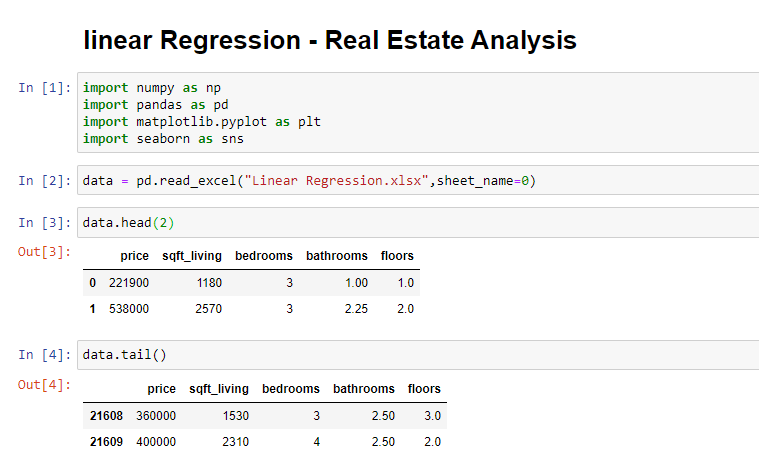 linear Regression - Real Estate Analysis
In [1]: import numpy as np
import pandas as pd
import matplotlib.pyplot as plt
import seaborn as sns
In [2]: data = pd.read_excel("Linear Regression.xlsx",sheet_name=0)
In [3]: data.head(2)
Out[3]:
price sqft_living bedrooms bathrooms floors
0 221900 1180 3 1.00 1.0
1 538000 2570 3 2.25 2.0
In [4]: data.tail()
Out[4]:
price sqft_living bedrooms bathrooms floors
21608 360000 1530 3 2.50 3.0
21609 400000 2310 4 2.50 2.0